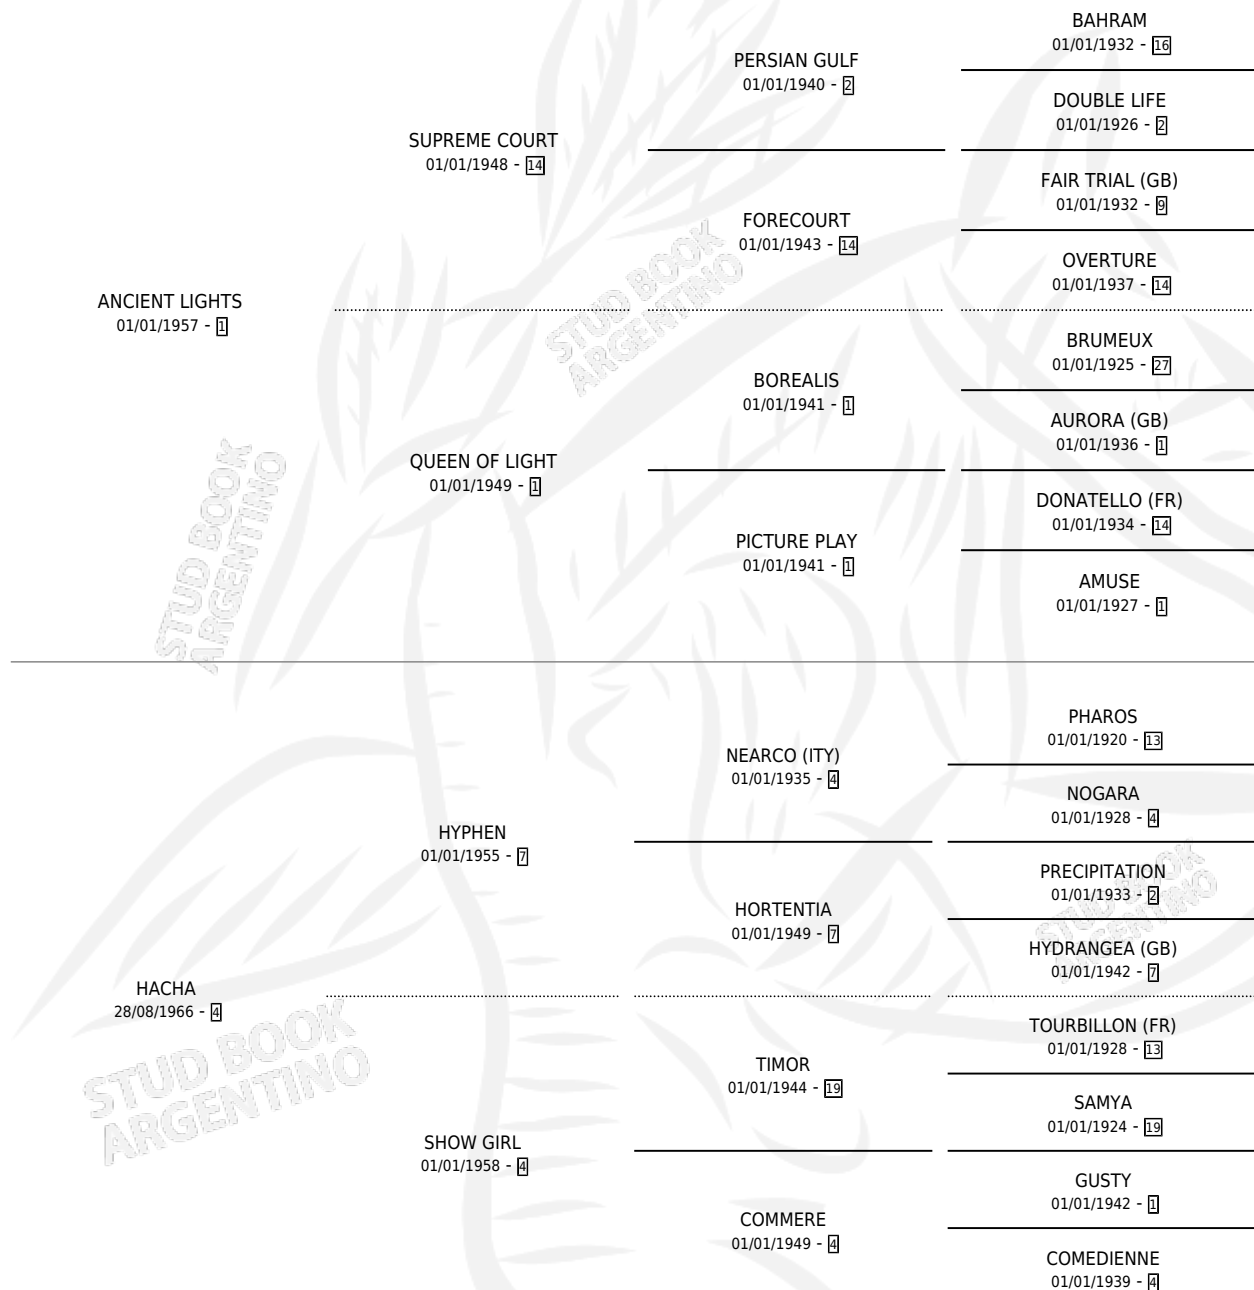 BAHRAM
01/01/1932 - 16
PERSIAN GULF
01/01/1940 - 2
DOUBLE LIFE
01/01/1926 - 2
SUPREME COURT
01/01/1948 - 14
FAIR TRIAL (GB)
01/01/1932 - 9
FORECOURT
01/01/1943 - 14
OVERTURE
01/01/1937 - 14
ANCIENT LIGHTS
01/01/1957 - 1
STUD BOOK
ARGENTINO
BRUMEUX
01/01/1925 - 27
BOREALIS
01/01/1941 - 1
AURORA (GB)
01/01/1936 - 1
QUEEN OF LIGHT
01/01/1949 - 1
DONATELLO (FR)
01/01/1934 - 14
PICTURE PLAY
01/01/1941 - 1
AMUSE
01/01/1927 - 1
STUD BOOK
ARGENTINO
PHAROS
01/01/1920 - 13
NEARCO (ITY)
01/01/1935 - 4
NOGARA
01/01/1928 - 4
HYPHEN
01/01/1955 - 7
PRECIPITATION
01/01/1933 - 2
HORTENTIA
01/01/1949 - 7
HYDRANGEA (GB)
01/01/1942 - 7
STUD BOOK
ARGENTINO
HACHA
28/08/1966 - 4
TOURBILLON (FR)
01/01/1928 - 13
TIMOR
01/01/1944 - 19
SAMYA
01/01/1924 - 19
STUD BOOK
ARGENTINO
SHOW GIRL
01/01/1958 - 4
GUSTY
01/01/1942 - 1
COMMERE
01/01/1949 - 4
COMEDIENNE
01/01/1939 - 4